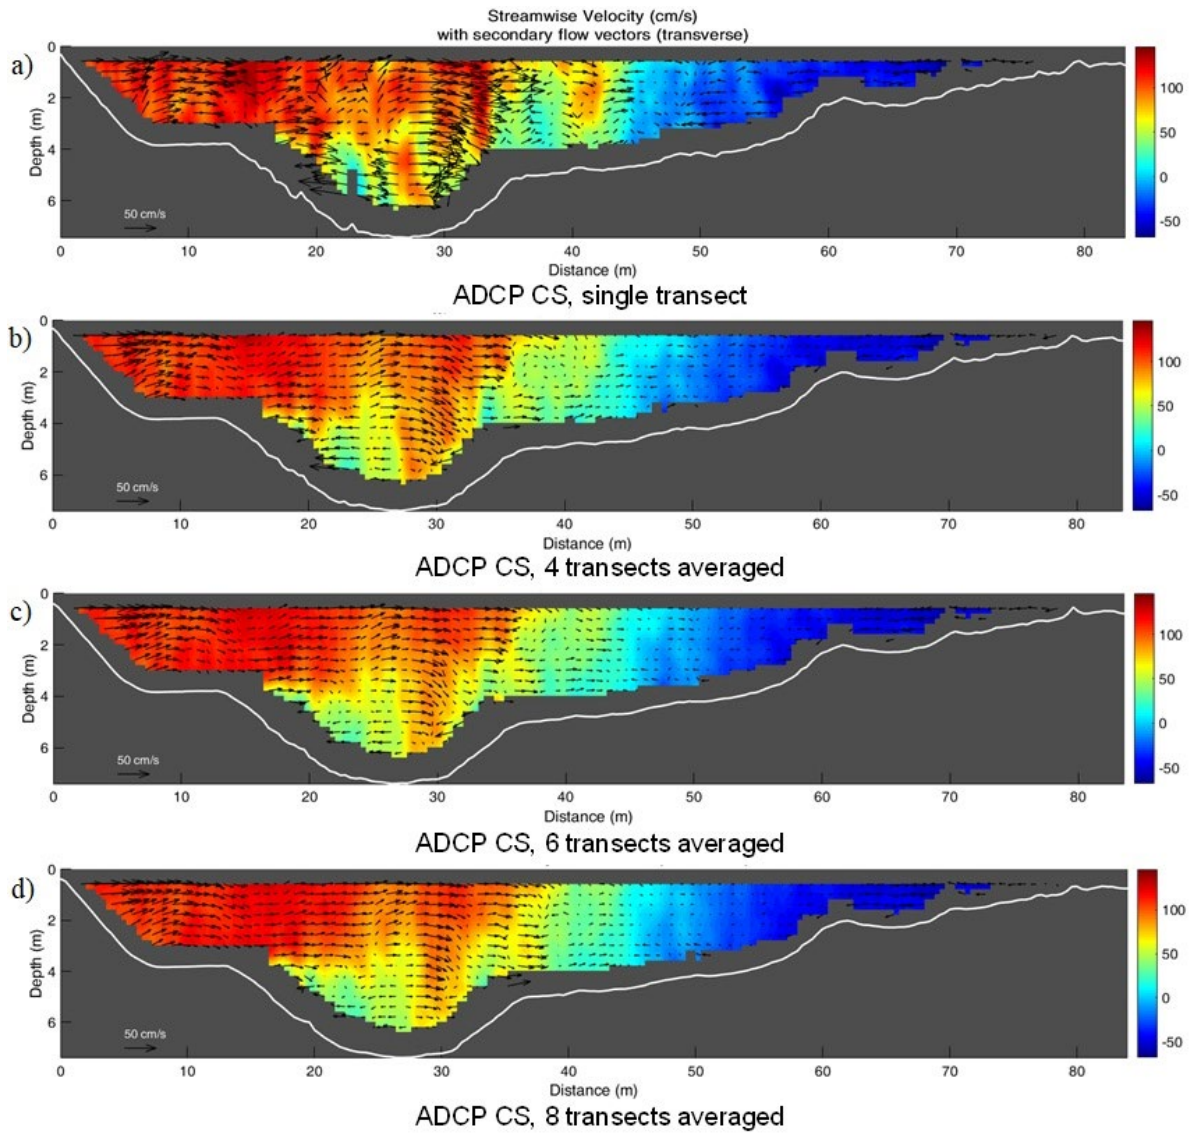 Streamwise Velocity (cm/s)
with secondary flow vectors (transverse)
a)
0
2
4
6
Depth (m)
50 cm/s
0 10 20 30 40 50 60 70 80
Distance (m)
100
50
0
-50
ADCP CS, single transect
b)
0
2
4
6
Depth (m)
50 cm/s
0 10 20 30 40 50 60 70 80
Distance (m)
100
50
0
-50
ADCP CS, 4 transects averaged
c)
0
2
4
6
Depth (m)
50 cm/s
0 10 20 30 40 50 60 70 80
Distance (m)
100
50
0
-50
ADCP CS, 6 transects averaged
d)
0
2
4
6
Depth (m)
50 cm/s
0 10 20 30 40 50 60 70 80
Distance (m)
100
50
0
-50
ADCP CS, 8 transects averaged